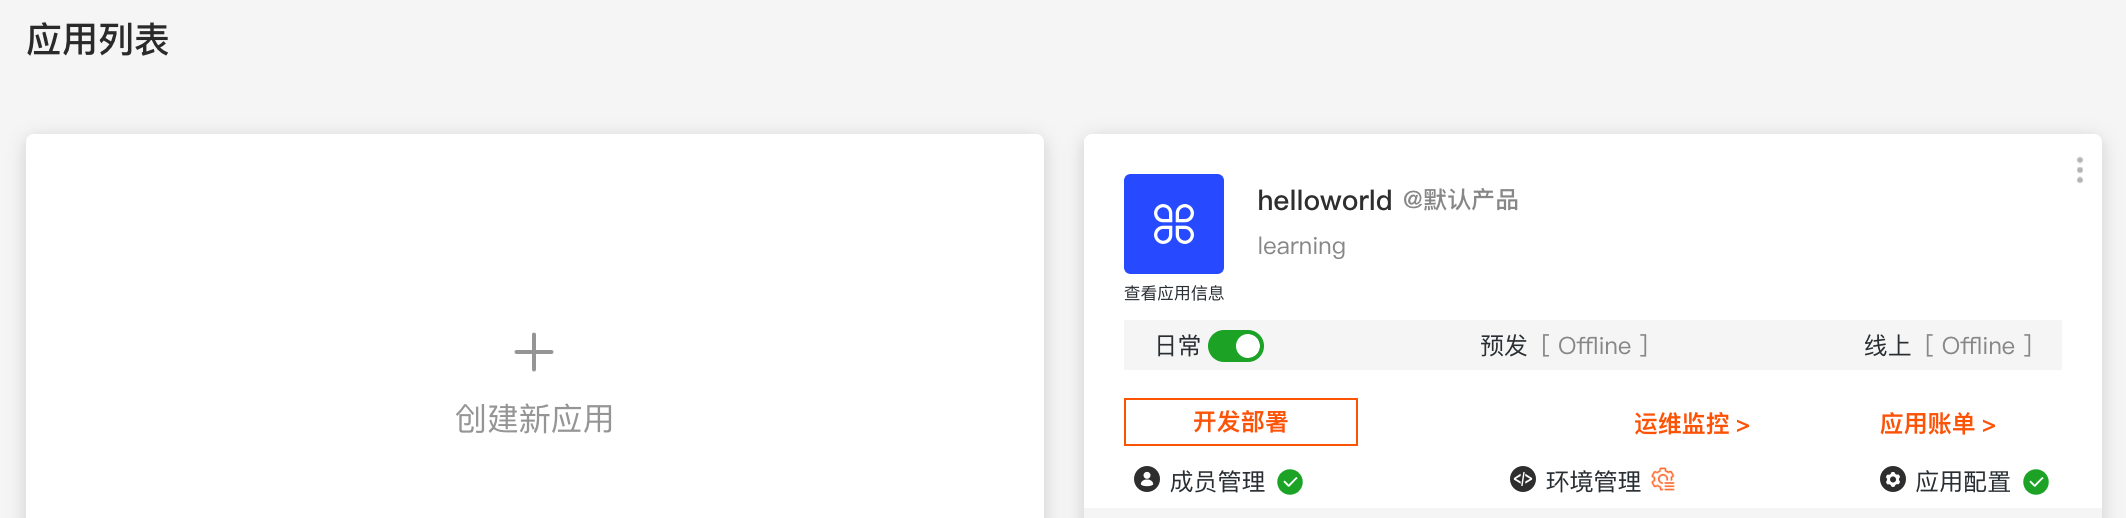 应用列表
创建新应用
helloworld @默认产品
learning
查看应用信息
日常 预发 [ Offline ] 线上 [ Offline ]
开发部署 运维监控 > 应用账单 >
成员管理 环境管理 应用配置